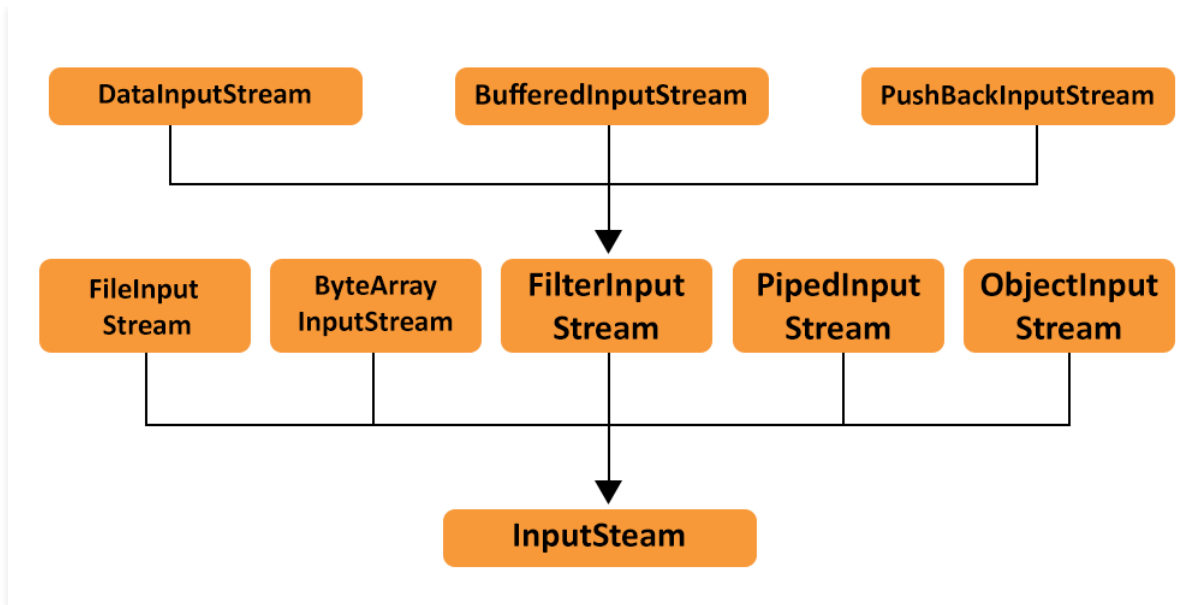 DataInputStream
BufferedInputStream
PushBackInputStream
FileInput
Stream
ByteArray
InputStream
FilterInput
Stream
PipedInput
Stream
ObjectInput
Stream
InputSteam